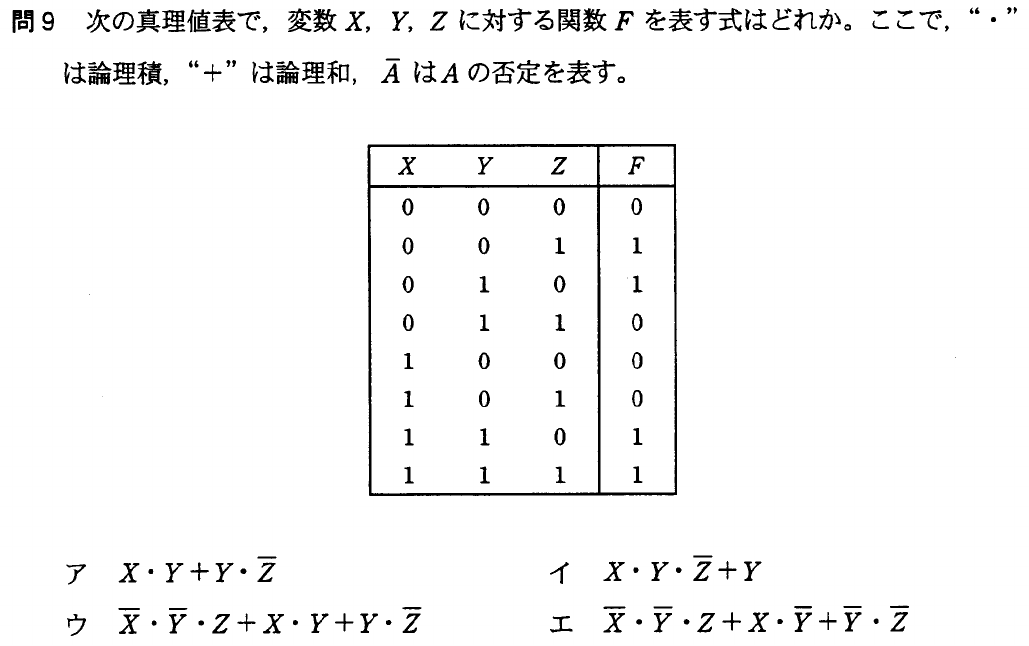 問9 次の真理値表で，変数 X，Y，Z に対する関数 F を表す式はどれか。ここで，“・”
は論理積，“＋”は論理和，A̅ は A の否定を表す。
X Y Z F
0 0 0 0
0 0 1 1
0 1 0 1
0 1 1 0
1 0 0 0
1 0 1 0
1 1 0 1
1 1 1 1
ア X・Y＋Y・Z̅ イ X・Y・Z̅＋Y
ウ X̅・Y̅・Z＋X・Y＋Y・Z̅ エ X̅・Y̅・Z＋X・Y̅＋Y̅・Z̅